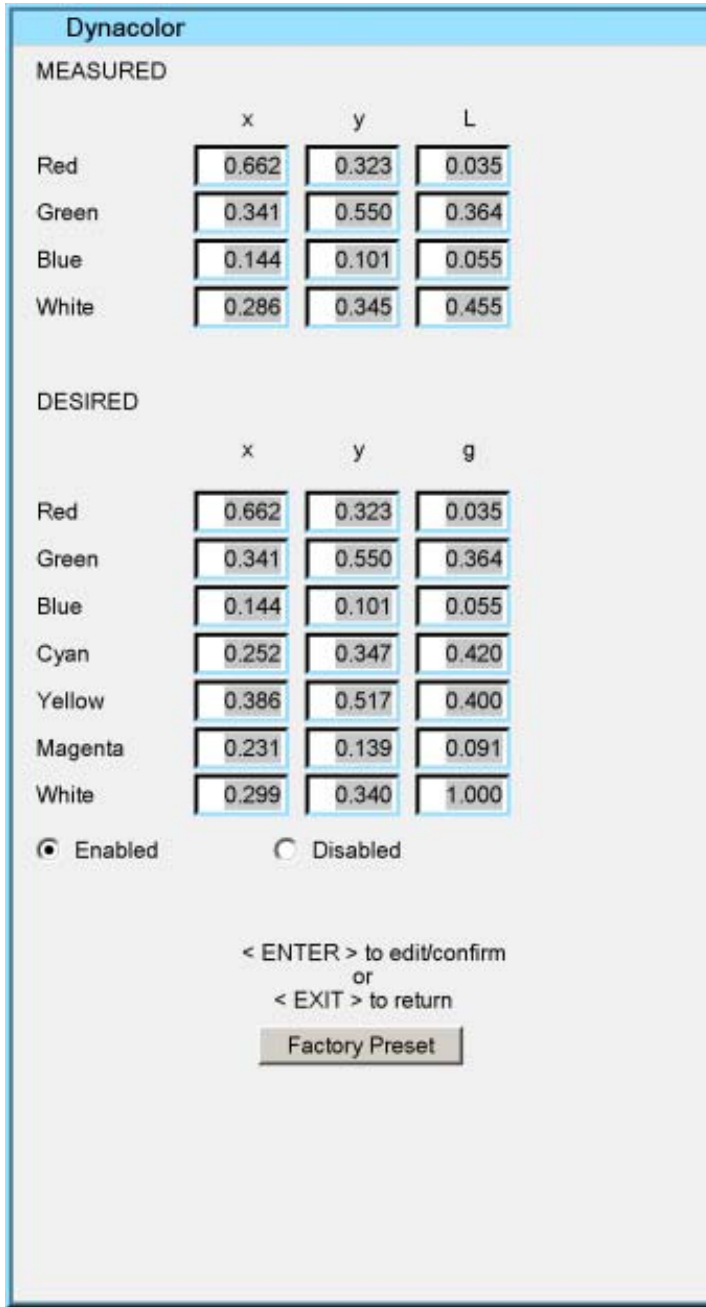 Dynacolor
MEASURED
x y L
Red 0.662 0.323 0.035
Green 0.341 0.550 0.364
Blue 0.144 0.101 0.055
White 0.286 0.345 0.455
DESIRED
x y g
Red 0.662 0.323 0.035
Green 0.341 0.550 0.364
Blue 0.144 0.101 0.055
Cyan 0.252 0.347 0.420
Yellow 0.386 0.517 0.400
Magenta 0.231 0.139 0.091
White 0.299 0.340 1.000
Enabled Disabled
< ENTER > to edit/confirm
or
< EXIT > to return
Factory Preset